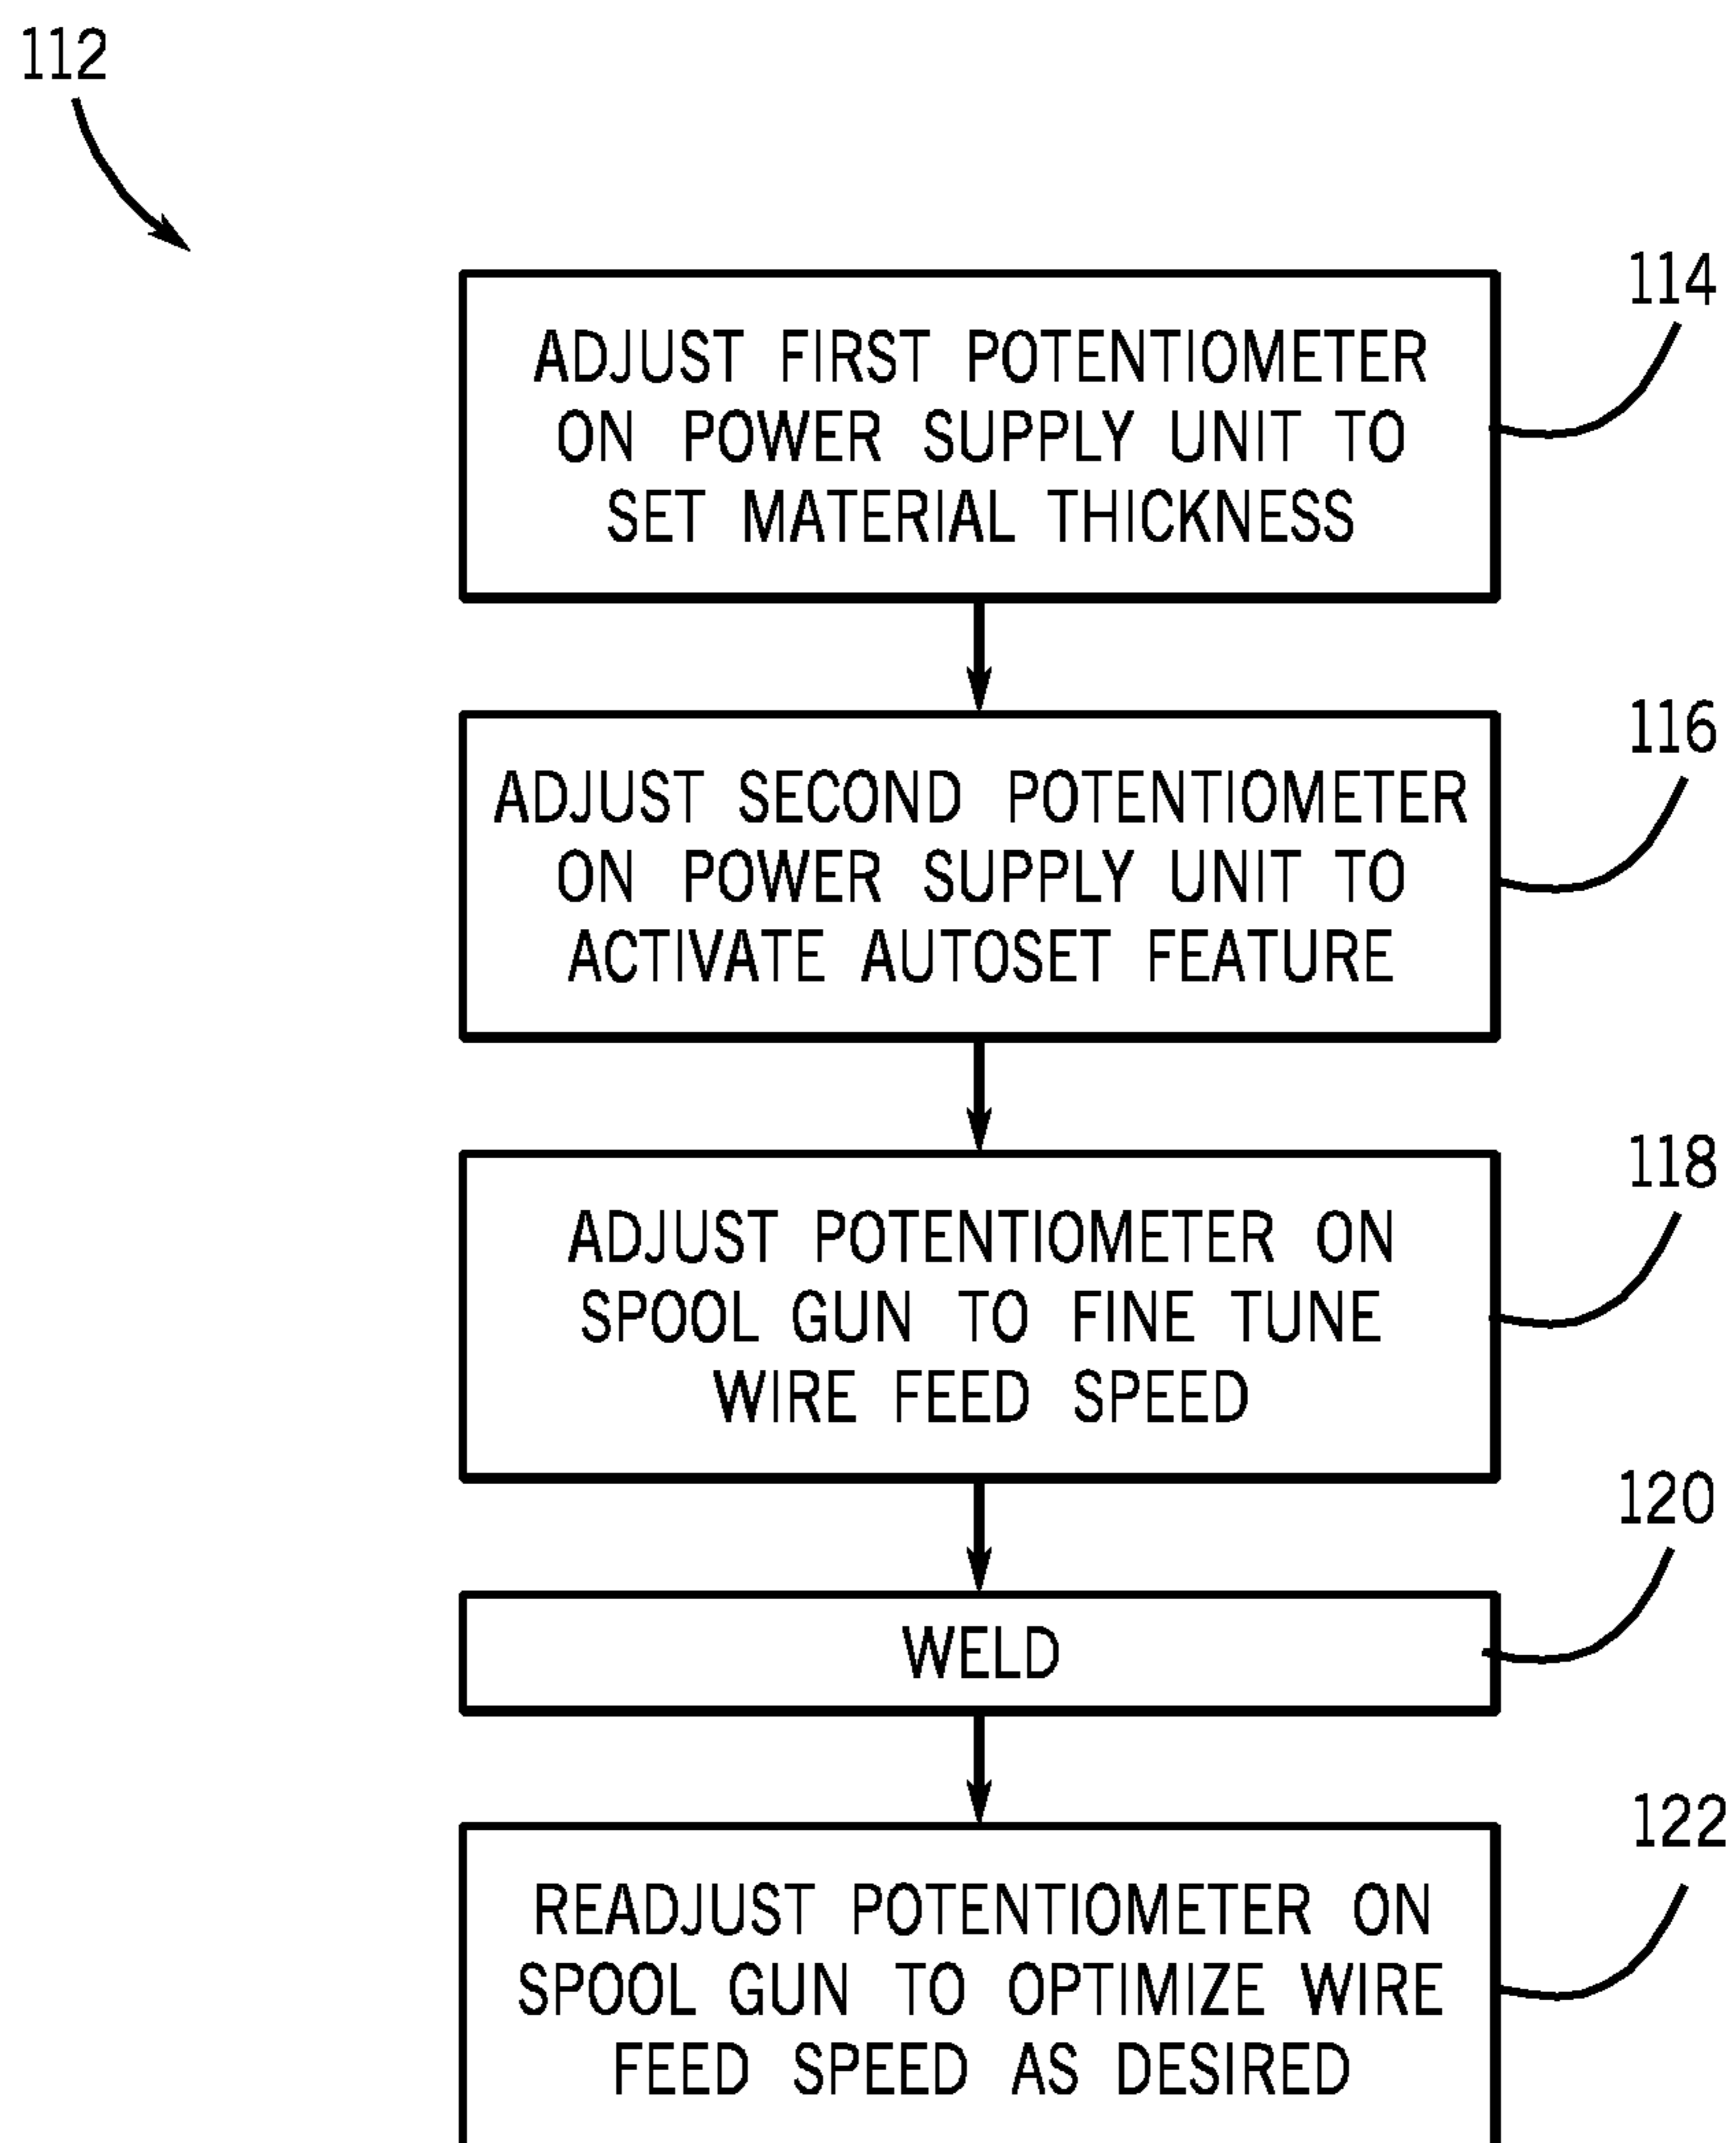 112
114
ADJUST FIRST POTENTIOMETER
ON POWER SUPPLY UNIT TO
SET MATERIAL THICKNESS
116
ADJUST SECOND POTENTIOMETER
ON POWER SUPPLY UNIT TO
ACTIVATE AUTOSET FEATURE
118
ADJUST POTENTIOMETER ON
SPOOL GUN TO FINE TUNE
WIRE FEED SPEED
120
WELD
122
READJUST POTENTIOMETER ON
SPOOL GUN TO OPTIMIZE WIRE
FEED SPEED AS DESIRED